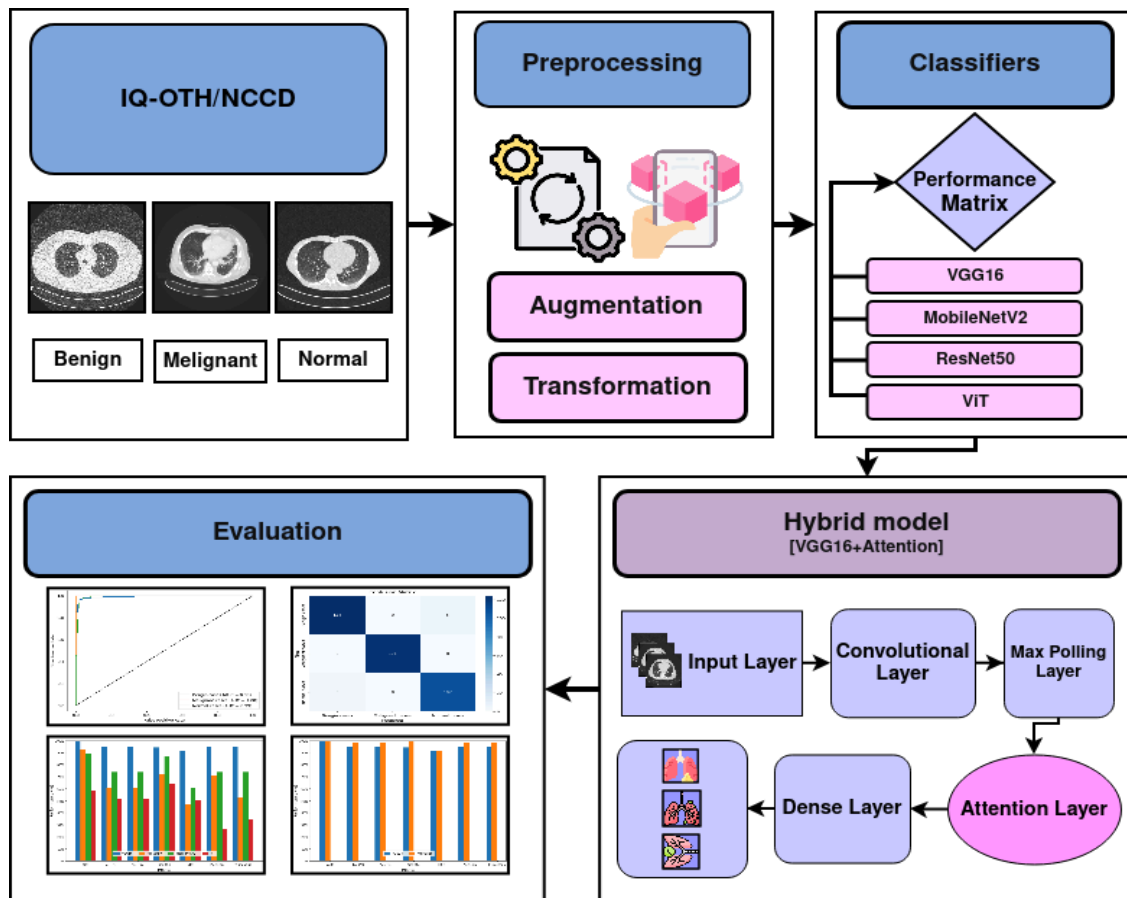 IQ-OTH/NCCD
Benign
Melignant
Normal
Preprocessing
Augmentation
Transformation
Classifiers
Performance
Matrix
VGG16
MobileNetV2
ResNet50
ViT
Hybrid model
[VGG16+Attention]
Input Layer
Convolutional
Layer
Max Polling
Layer
Attention Layer
Dense Layer
Evaluation